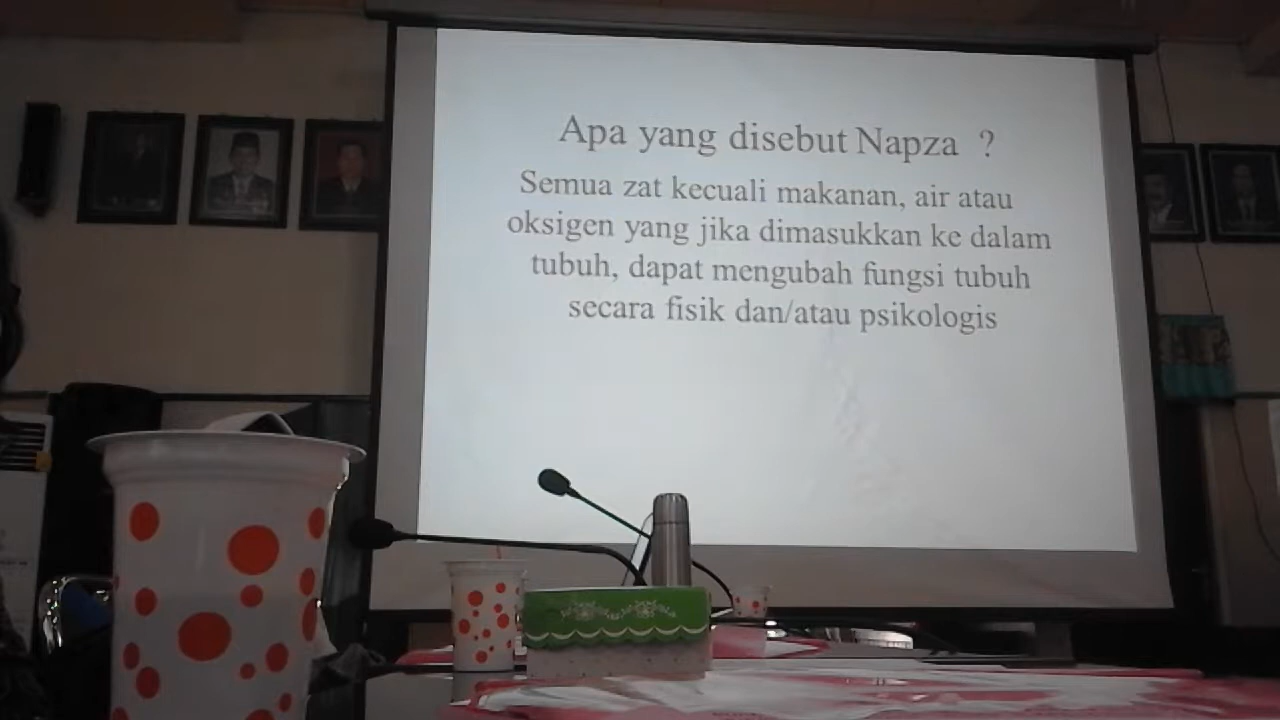 Apa yang disebut Napza ?
Semua zat kecuali makanan, air atau
oksigen yang jika dimasukkan ke dalam
tubuh, dapat mengubah fungsi tubuh
secara fisik dan/atau psikologis